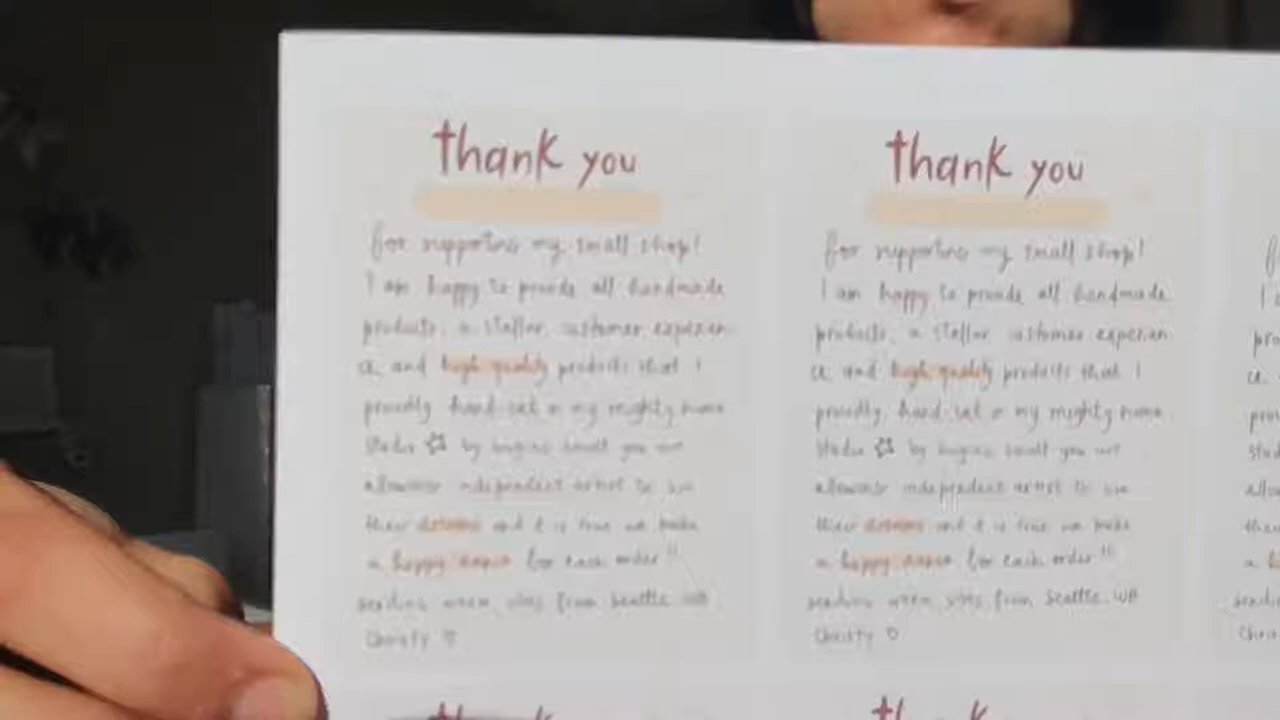 thank you
for supporting my small shop!
I am happy to provide all handmade
products, a stellar customer experien
ce and high quality products that I
proudly hand-cut in my mighty home
studio by buying small you are
allowing independent artist to live
their dreams and it is true we make
a happy dance for each order!!
sending warm vibes from Seattle, WA
Christy
thank you
for supporting my small shop!
I am happy to provide all handmade
products, a stellar customer experien
ce and high quality products that I
proudly hand-cut in my mighty home
studio by buying small you are
allowing independent artist to live
their dreams and it is true we make
a happy dance for each order!!
sending warm vibes from Seattle, WA
Christy
thank
thank